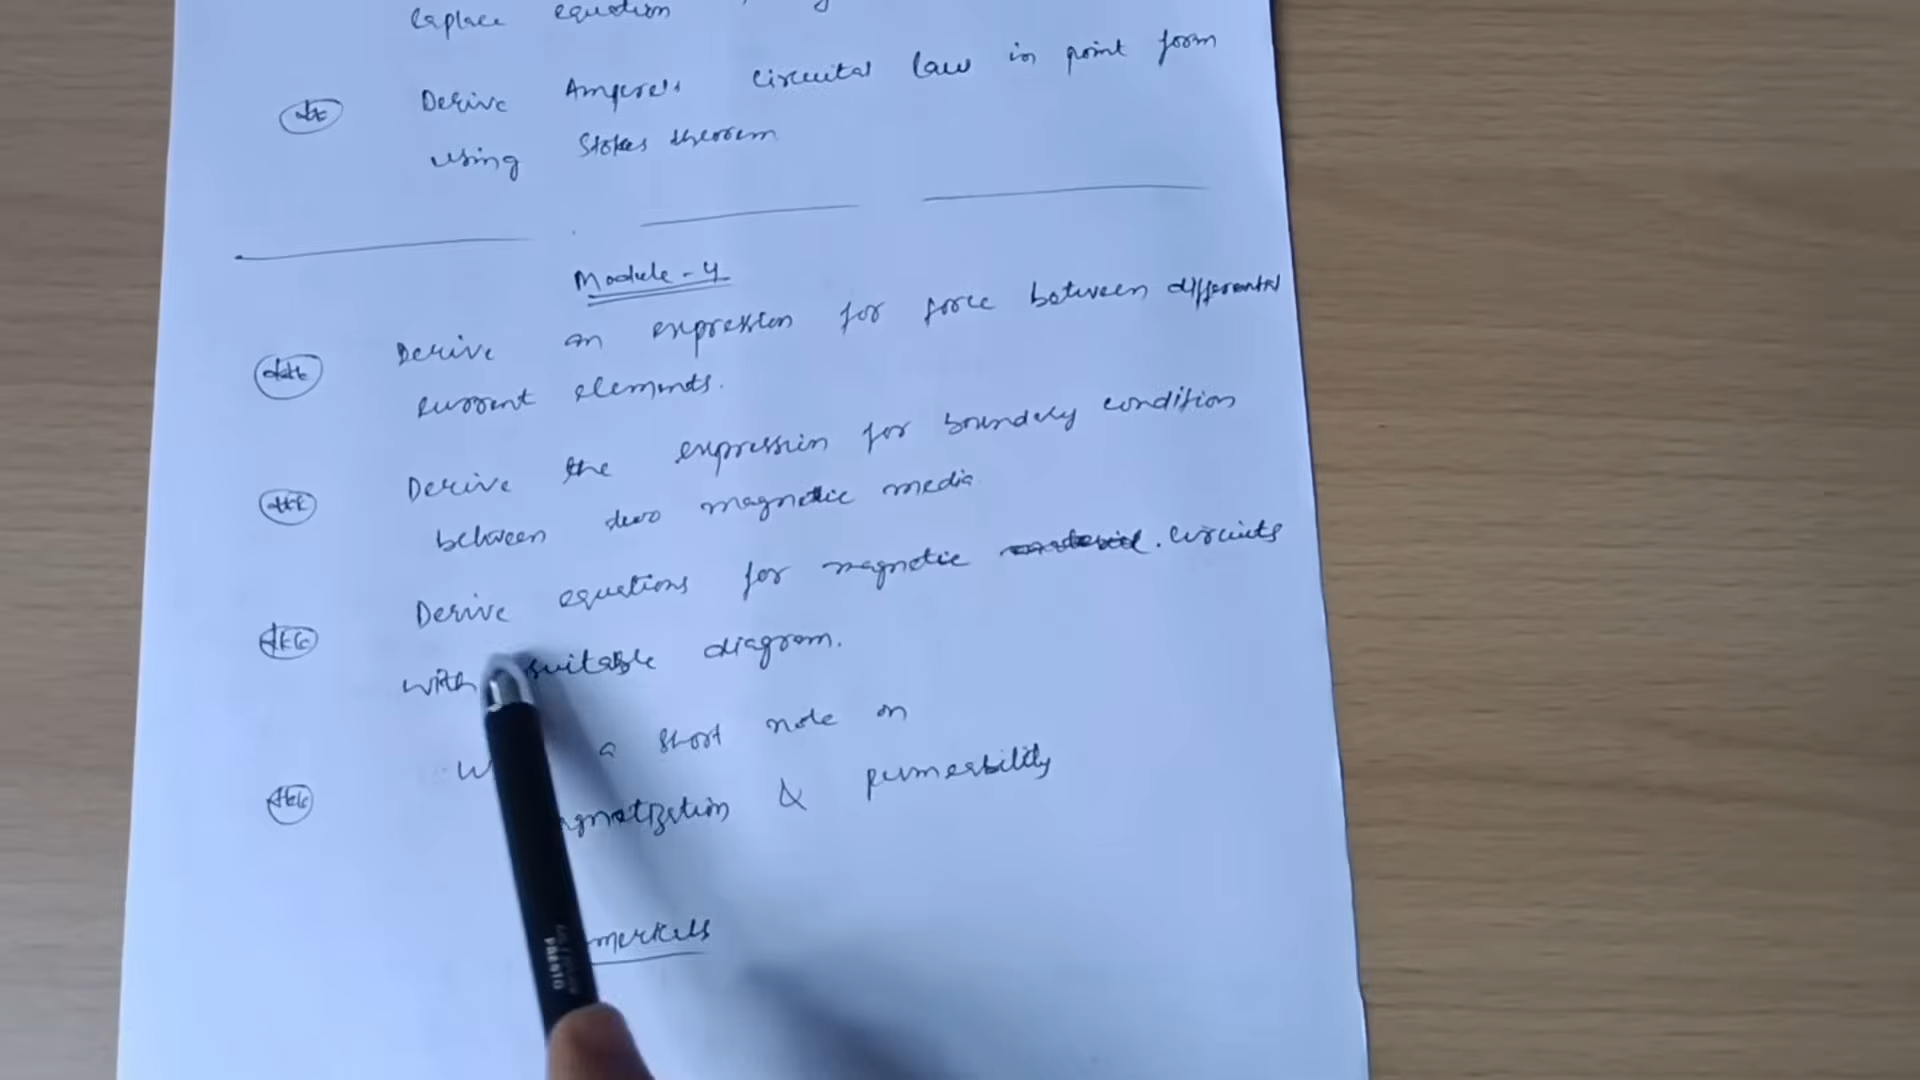 Laplace equation
Derive Ampere's circuital law in point form
using Stokes theorem
Module-4
Derive an expression for force between differential
current elements.
Derive the expression for boundary condition
between two magnetic media
Derive equations for magnetic circuits
with suitable diagram.
a short note on
& permeability
PRESTO